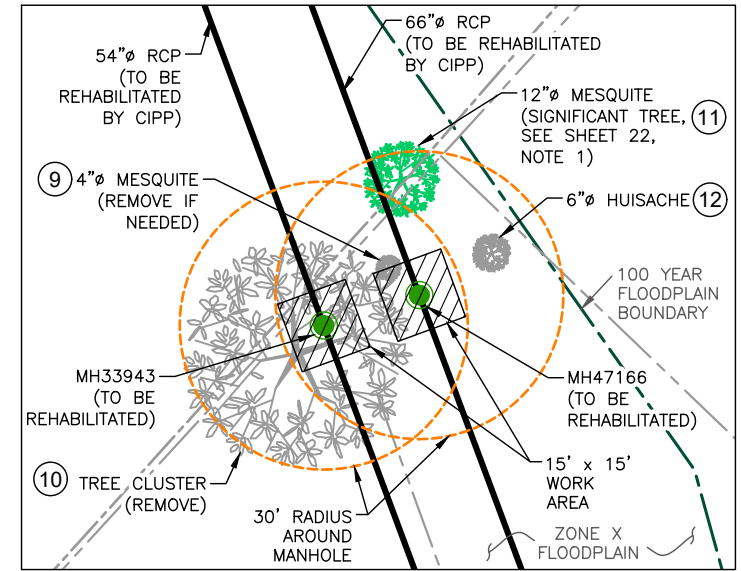 66"ø RCP
(TO BE REHABILITATED
BY CIPP)
54"ø RCP
(TO BE
REHABILITATED
BY CIPP)
12"ø MESQUITE
(SIGNIFICANT TREE,
SEE SHEET 22,
NOTE 1)
11
9
4"ø MESQUITE
(REMOVE IF
NEEDED)
6"ø HUISACHE
12
100 YEAR
FLOODPLAIN
BOUNDARY
MH33943
(TO BE
REHABILITATED)
MH47166
(TO BE
REHABILITATED)
10
TREE CLUSTER
(REMOVE)
15' x 15'
WORK
AREA
30' RADIUS
AROUND
MANHOLE
ZONE X
FLOODPLAIN